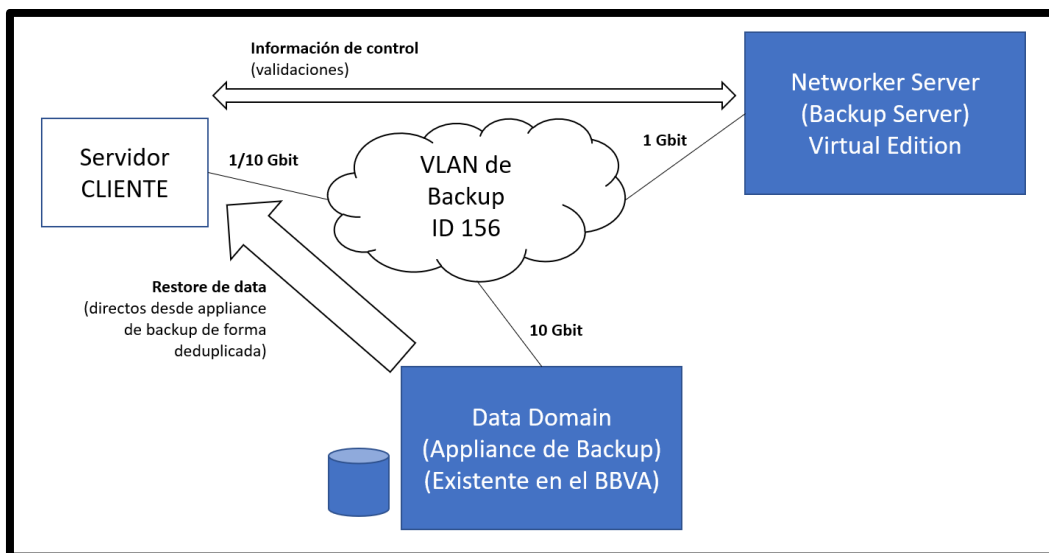 Información de control
(validaciones)
Networker Server
(Backup Server)
Virtual Edition
Servidor
CLIENTE
1/10 Gbit
VLAN de
Backup
ID 156
1 Gbit
Restore de data
(directos desde appliance
de backup de forma
deduplicada)
10 Gbit
Data Domain
(Appliance de Backup)
(Existente en el BBVA)